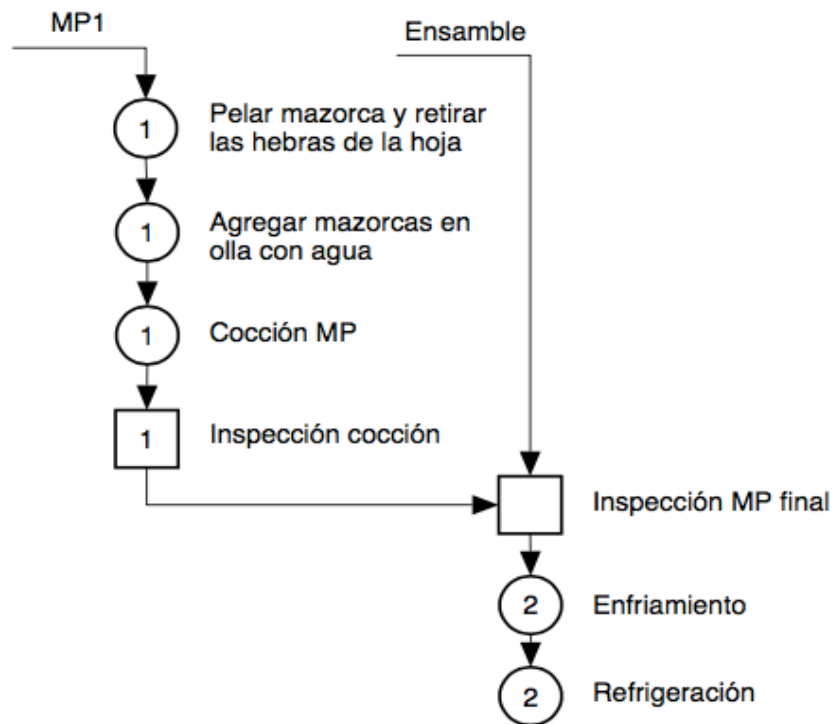 MP1
Ensamble
1
Pelar mazorca y retirar
las hebras de la hoja
1
Agregar mazorcas en
olla con agua
1
Cocción MP
1
Inspección cocción
Inspección MP final
2
Enfriamiento
2
Refrigeración